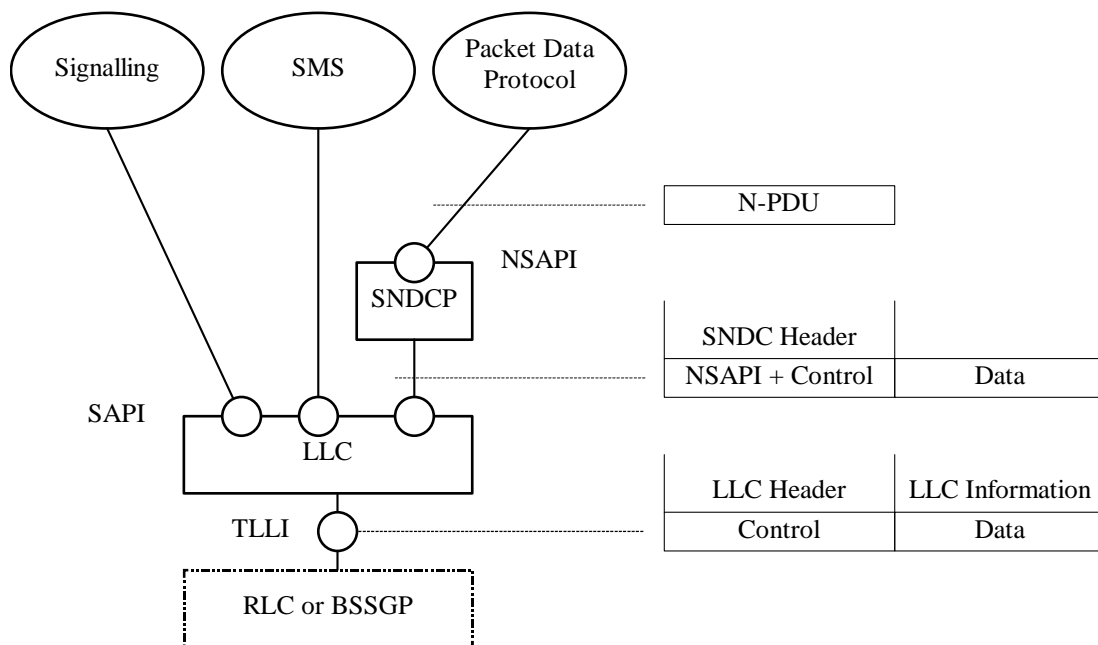 Signalling
SMS
Packet Data
Protocol
N-PDU
NSAPI
SNDCP
SNDC Header
NSAPI + Control
Data
SAPI
LLC
LLC Header
LLC Information
TLLI
Control
Data
RLC or BSSGP